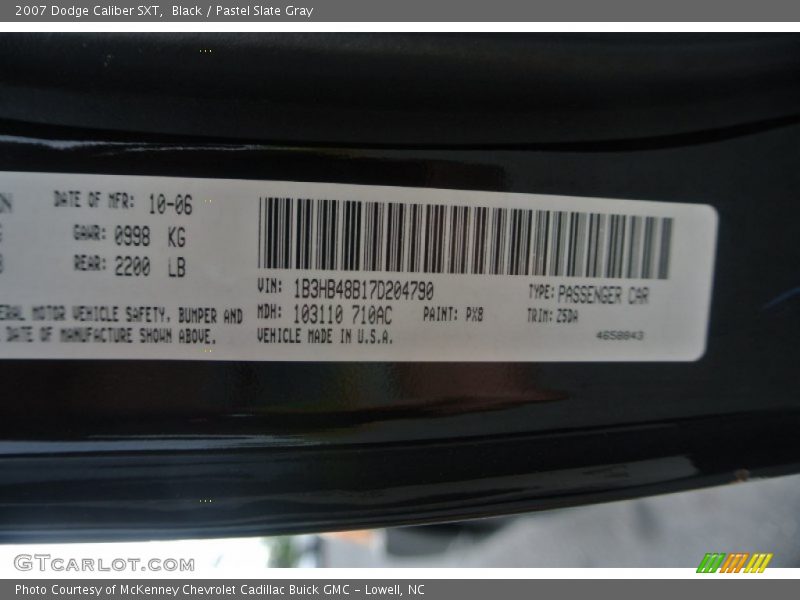 2007 Dodge Caliber SXT, Black / Pastel Slate Gray
DATE OF MFR: 10-06
GAWR: 0998 KG
REAR: 2200 LB
VIN: 1B3HB48B17D204790
TYPE: PASSENGER CAR
MDH: 103110 710AC
PAINT: PX8
TRIM: Z5DA
MOTOR VEHICLE SAFETY, BUMPER AND
DATE OF MANUFACTURE SHOWN ABOVE.
VEHICLE MADE IN U.S.A.
4658843
GTCARLOT.COM
Photo Courtesy of McKenney Chevrolet Cadillac Buick GMC - Lowell, NC